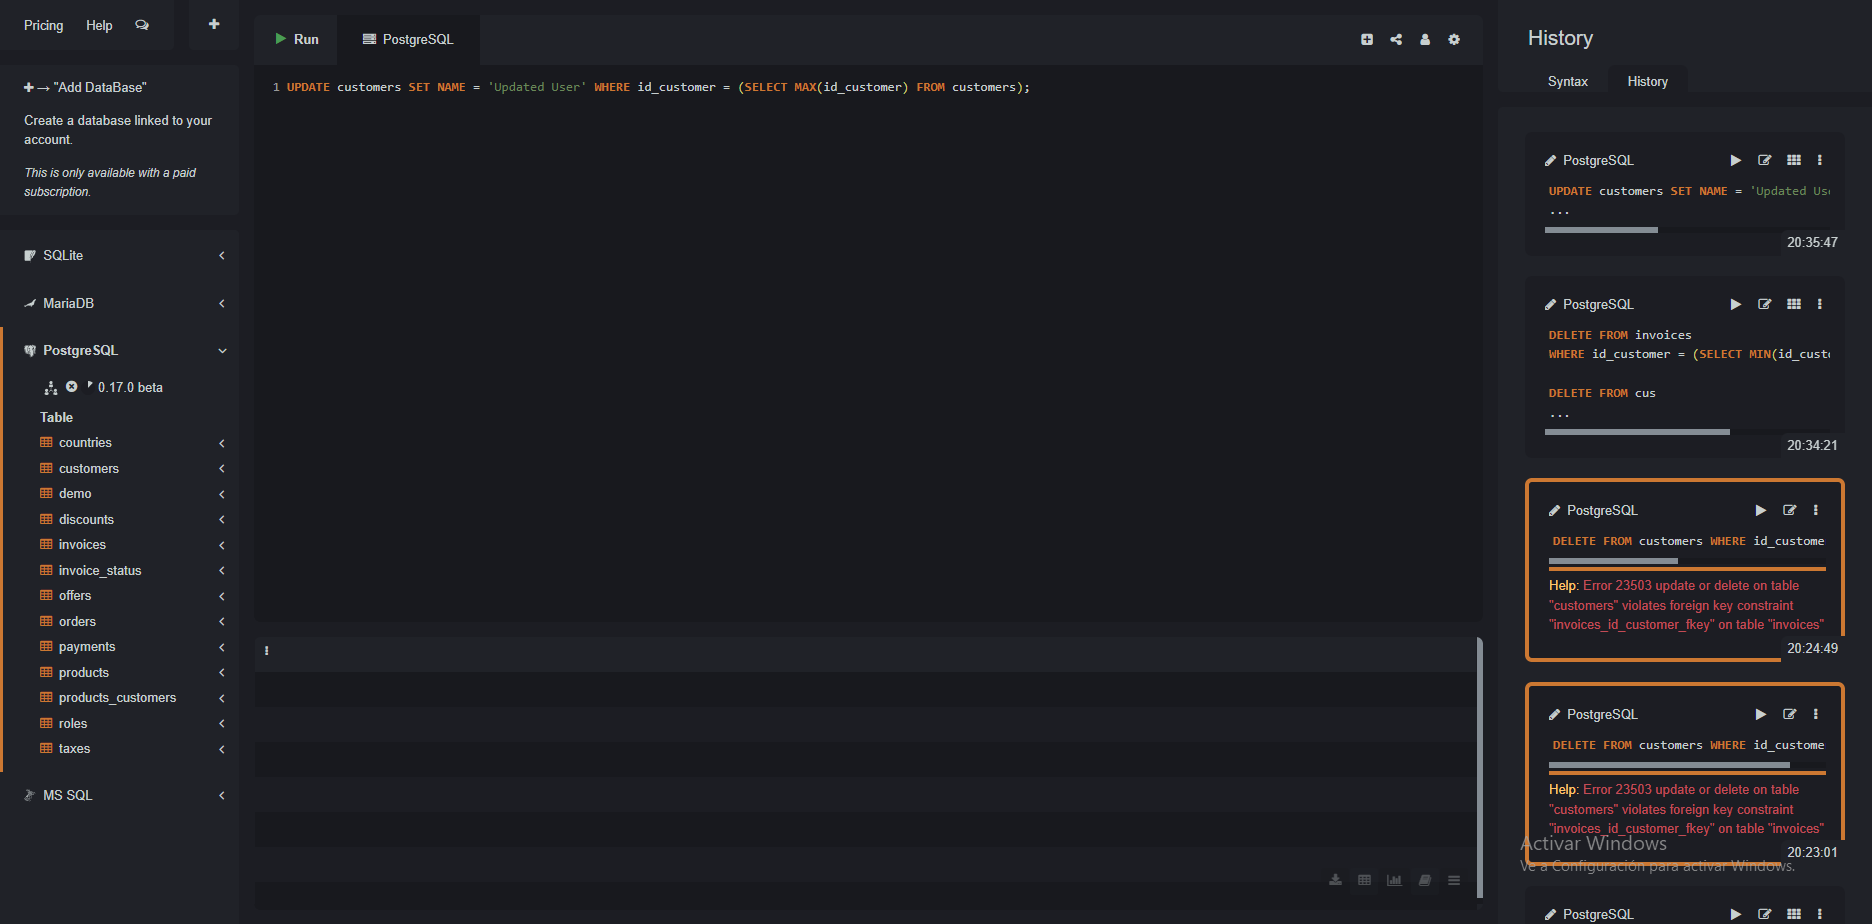 Pricing Help
"Add DataBase"
Create a database linked to your
account.
This is only available with a paid
subscription.
SQLite
MariaDB
PostgreSQL
0.17.0 beta
Table
countries
customers
demo
discounts
invoices
invoice_status
offers
orders
payments
products
products_customers
roles
taxes
MS SQL
Run PostgreSQL
1 UPDATE customers SET NAME = 'Updated User' WHERE id_customer = (SELECT MAX(id_customer) FROM customers);
History
Syntax History
PostgreSQL
UPDATE customers SET NAME = 'Updated Us
...
20:35:47
PostgreSQL
DELETE FROM invoices
WHERE id_customer = (SELECT MIN(id_cust
DELETE FROM cus
...
20:34:21
PostgreSQL
DELETE FROM customers WHERE id_custome
Help: Error 23503 update or delete on table
"customers" violates foreign key constraint
"invoices_id_customer_fkey" on table "invoices"
20:24:49
PostgreSQL
DELETE FROM customers WHERE id_custome
Help: Error 23503 update or delete on table
"customers" violates foreign key constraint
"invoices_id_customer_fkey" on table "invoices"
20:23:01
Activar Windows
Ve a Configuración para activar Windows.
PostgreSQL